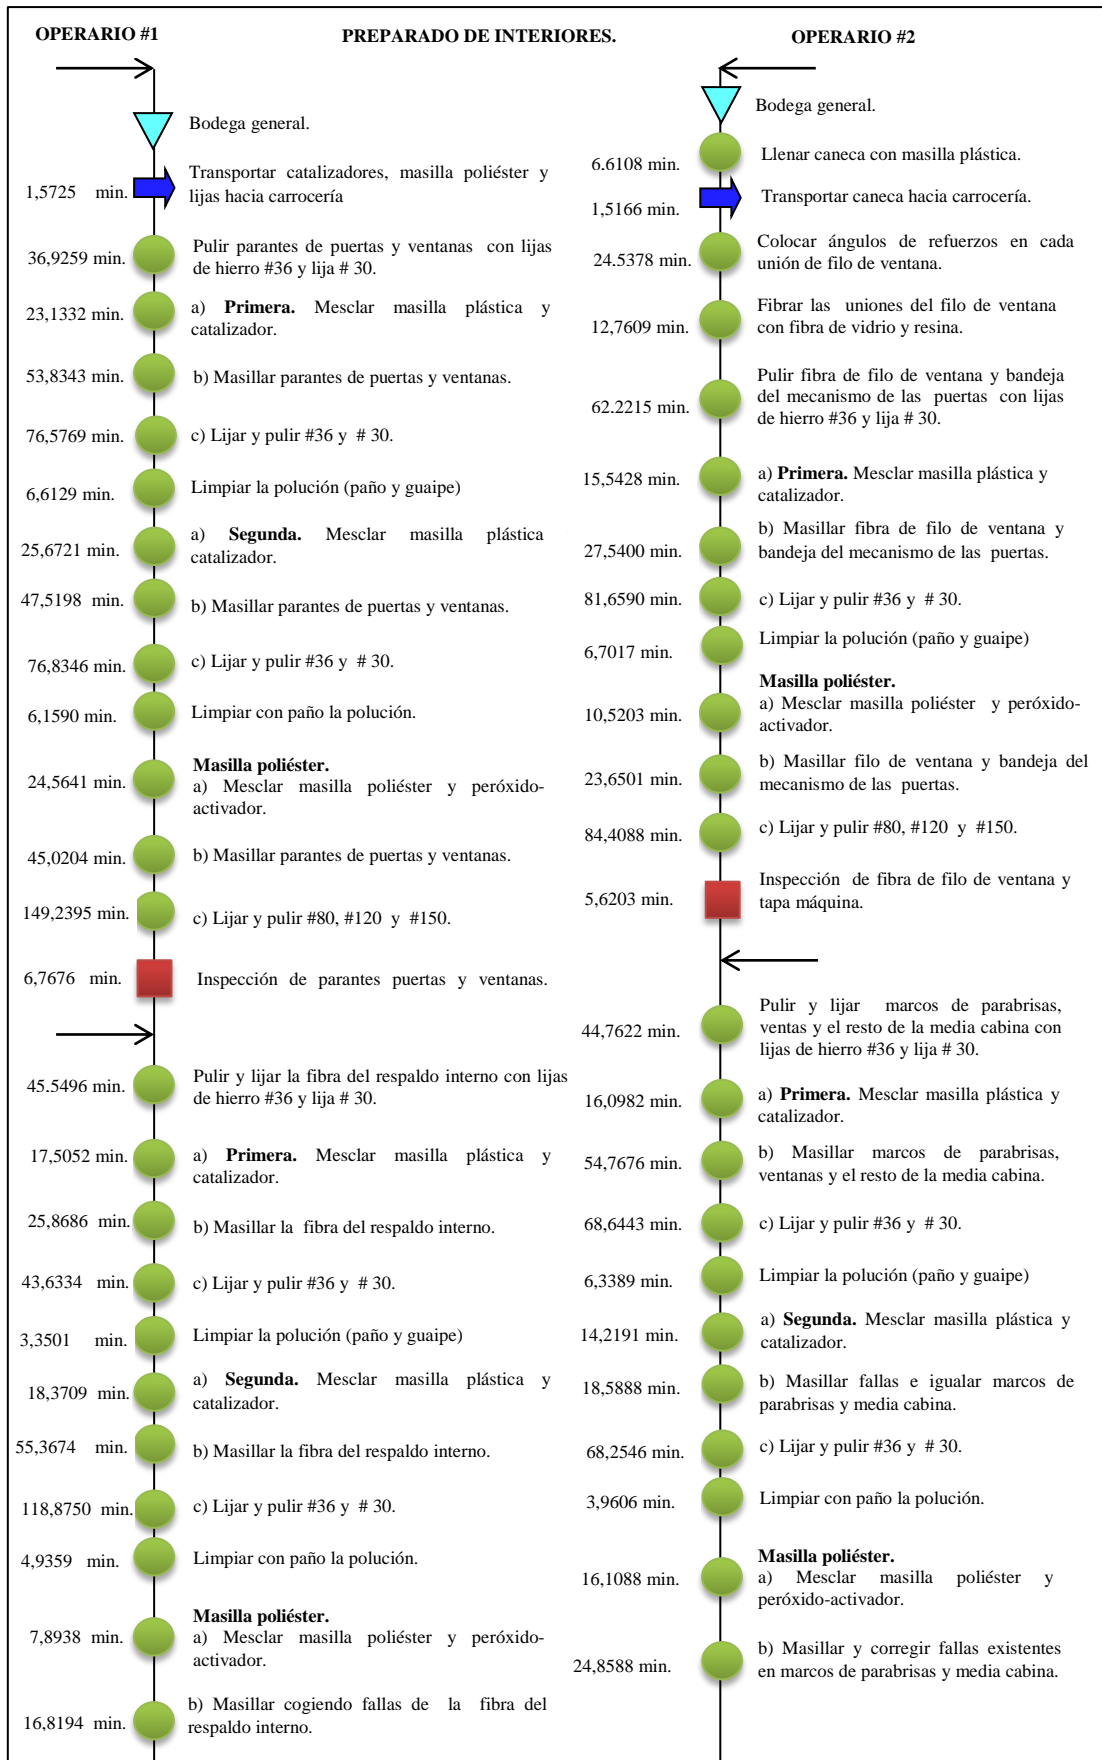 OPERARIO #1
PREPARADO DE INTERIORES.
OPERARIO #2
Bodega general.
1,5725 min.
Transportar catalizadores, masilla poliéster y
lijas hacia carrocería
36,9259 min.
Pulir parantes de puertas y ventanas con lijas
de hierro #36 y lija # 30.
23,1332 min.
a) Primera. Mesclar masilla plástica y
catalizador.
53,8343 min.
b) Masillar parantes de puertas y ventanas.
76,5769 min.
c) Lijar y pulir #36 y # 30.
6,6129 min.
Limpiar la polución (paño y guaipe)
25,6721 min.
a) Segunda. Mesclar masilla plástica
catalizador.
47,5198 min.
b) Masillar parantes de puertas y ventanas.
76,8346 min.
c) Lijar y pulir #36 y # 30.
6,1590 min.
Limpiar con paño la polución.
24,5641 min.
Masilla poliéster.
a) Mesclar masilla poliéster y peróxido-
activador.
45,0204 min.
b) Masillar parantes de puertas y ventanas.
149,2395 min.
c) Lijar y pulir #80, #120 y #150.
6,7676 min.
Inspección de parantes puertas y ventanas.
45.5496 min.
Pulir y lijar la fibra del respaldo interno con lijas
de hierro #36 y lija # 30.
17,5052 min.
a) Primera. Mesclar masilla plástica y
catalizador.
25,8686 min.
b) Masillar la fibra del respaldo interno.
43,6334 min.
c) Lijar y pulir #36 y # 30.
3,3501 min.
Limpiar la polución (paño y guaipe)
18,3709 min.
a) Segunda. Mesclar masilla plástica y
catalizador.
55,3674 min.
b) Masillar la fibra del respaldo interno.
118,8750 min.
c) Lijar y pulir #36 y # 30.
4,9359 min.
Limpiar con paño la polución.
7,8938 min.
Masilla poliéster.
a) Mesclar masilla poliéster y peróxido-
activador.
16,8194 min.
b) Masillar cogiendo fallas de la fibra del
respaldo interno.
Bodega general.
6.6108 min.
Llenar caneca con masilla plástica.
1,5166 min.
Transportar caneca hacia carrocería.
24.5378 min.
Colocar ángulos de refuerzos en cada
unión de filo de ventana.
12,7609 min.
Fibrar las uniones del filo de ventana
con fibra de vidrio y resina.
62.2215 min.
Pulir fibra de filo de ventana y bandeja
del mecanismo de las puertas con lijas
de hierro #36 y lija # 30.
15,5428 min.
a) Primera. Mesclar masilla plástica y
catalizador.
27,5400 min.
b) Masillar fibra de filo de ventana y
bandeja del mecanismo de las puertas.
81,6590 min.
c) Lijar y pulir #36 y # 30.
6,7017 min.
Limpiar la polución (paño y guaipe)
10,5203 min.
Masilla poliéster.
a) Mesclar masilla poliéster y peróxido-
activador.
23,6501 min.
b) Masillar filo de ventana y bandeja del
mecanismo de las puertas.
84,4088 min.
c) Lijar y pulir #80, #120 y #150.
5,6203 min.
Inspección de fibra de filo de ventana y
tapa máquina.
44,7622 min.
Pulir y lijar marcos de parabrisas,
ventas y el resto de la media cabina con
lijas de hierro #36 y lija # 30.
16,0982 min.
a) Primera. Mesclar masilla plástica y
catalizador.
54,7676 min.
b) Masillar marcos de parabrisas,
ventanas y el resto de la media cabina.
68,6443 min.
c) Lijar y pulir #36 y # 30.
6,3389 min.
Limpiar la polución (paño y guaipe)
14,2191 min.
a) Segunda. Mesclar masilla plástica y
catalizador.
18,5888 min.
b) Masillar fallas e igualar marcos de
parabrisas y media cabina.
68,2546 min.
c) Lijar y pulir #36 y # 30.
3,9606 min.
Limpiar con paño la polución.
16,1088 min.
Masilla poliéster.
a) Mesclar masilla poliéster y
peróxido-activador.
24,8588 min.
b) Masillar y corregir fallas existentes
en marcos de parabrisas y media cabina.